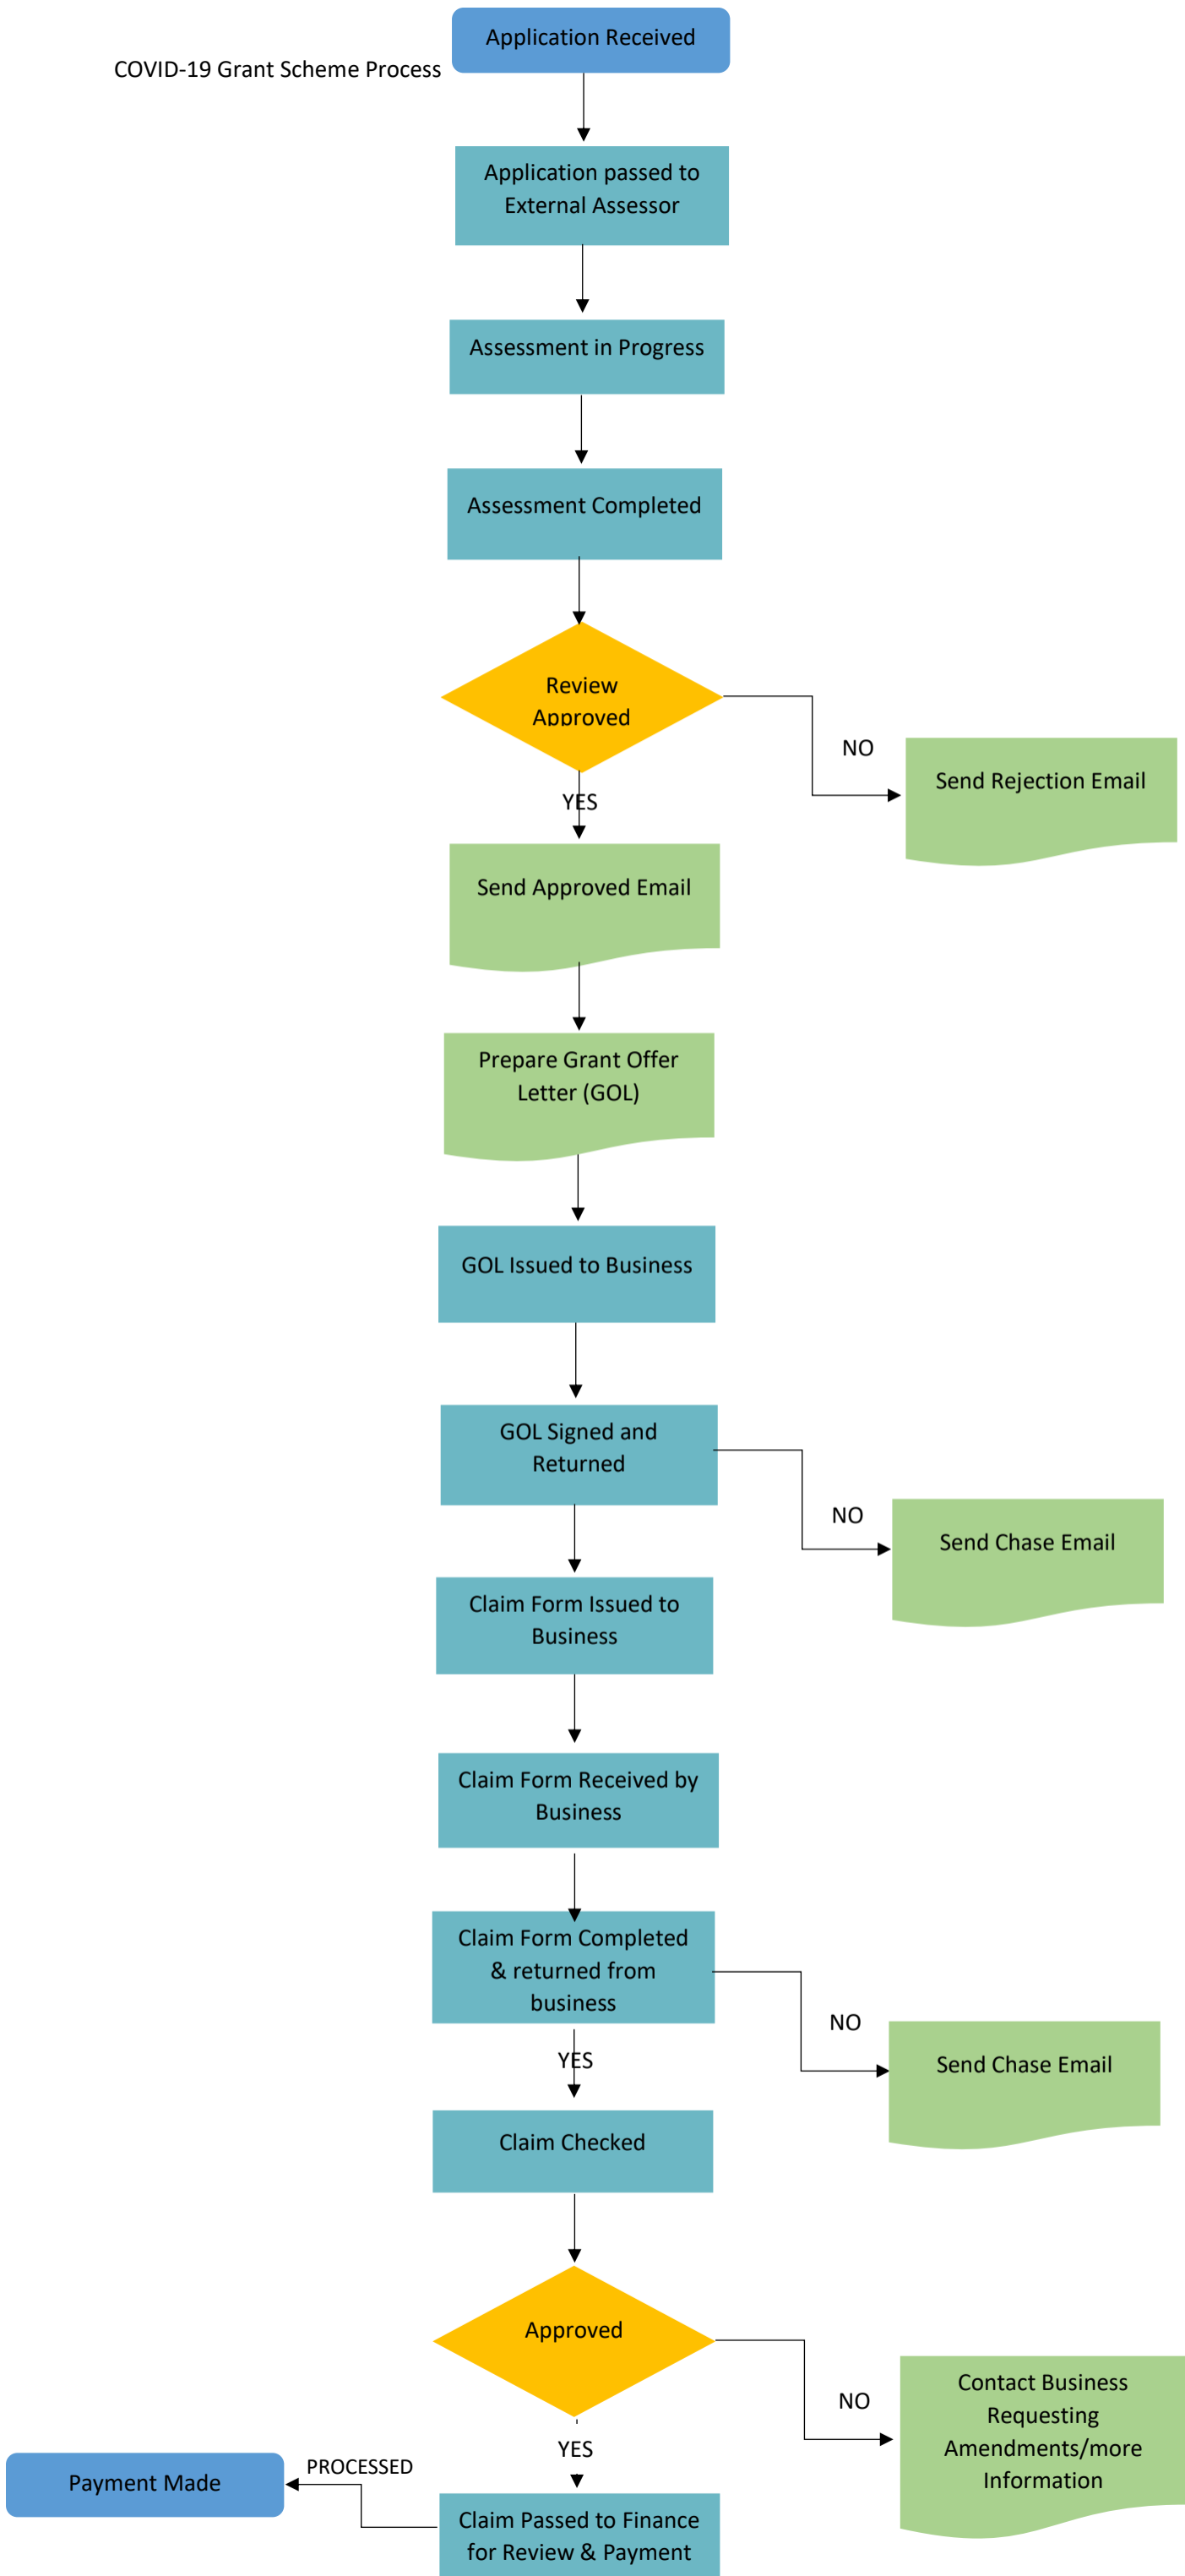 Application Received
COVID-19 Grant Scheme Process
Application passed to
External Assessor
Assessment in Progress
Assessment Completed
Review
Approved
NO
Send Rejection Email
YES
Send Approved Email
Prepare Grant Offer
Letter (GOL)
GOL Issued to Business
GOL Signed and
Returned
NO
Send Chase Email
Claim Form Issued to
Business
Claim Form Received by
Business
Claim Form Completed
& returned from
business
NO
Send Chase Email
YES
Claim Checked
Approved
NO
Contact Business
Requesting
Amendments/more
Information
YES
PROCESSED
Payment Made
Claim Passed to Finance
for Review & Payment